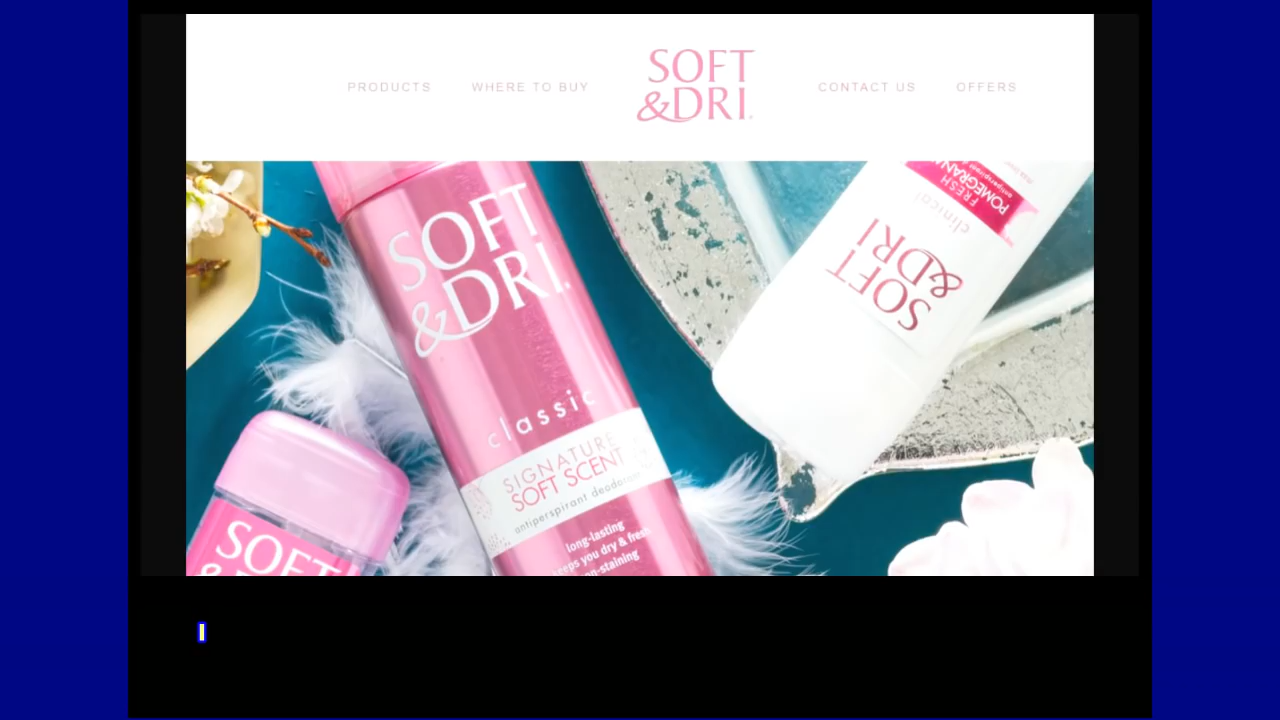 PRODUCTS
WHERE TO BUY
SOFT
&DRI
CONTACT US
OFFERS
SOFT
&DRI.
classic
SIGNATURE
SOFT SCENT
antiperspirant deodorant
long-lasting
keeps you dry & fresh
non-staining
SOFT
&DRI
clinical
FRESH
SOFT
I